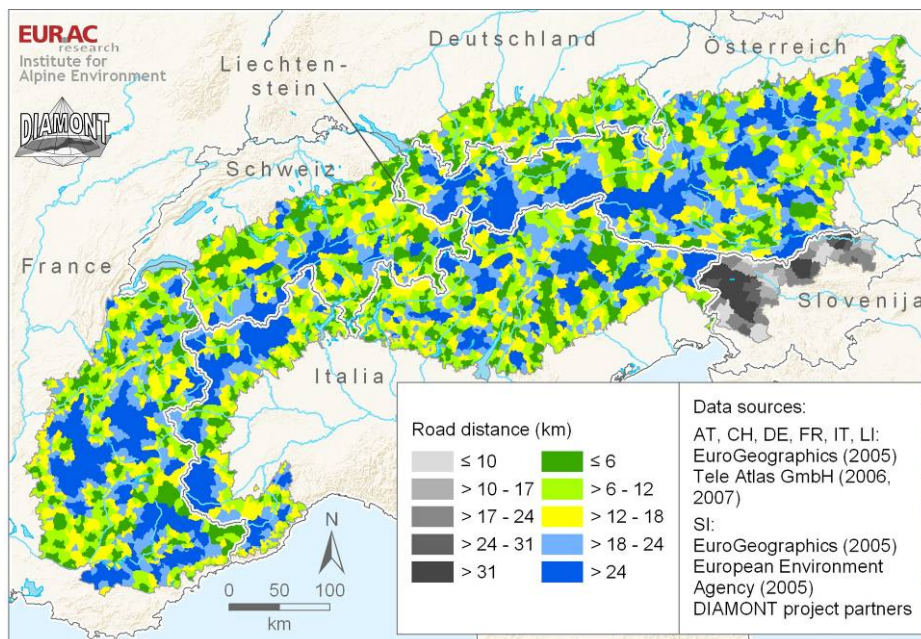 EURAC
research
Institute for
Alpine Environment
DIAMONT
Deutschland
Österreich
Liechten-
stein
Schweiz
France
Slovenija
Italia
N
0 50 100
km
Road distance (km)
≤ 10
> 10 - 17
> 17 - 24
> 24 - 31
> 31
≤ 6
> 6 - 12
> 12 - 18
> 18 - 24
> 24
Data sources:
AT, CH, DE, FR, IT, LI:
EuroGeographics (2005)
Tele Atlas GmbH (2006,
2007)
SI:
EuroGeographics (2005)
European Environment
Agency (2005)
DIAMONT project partners